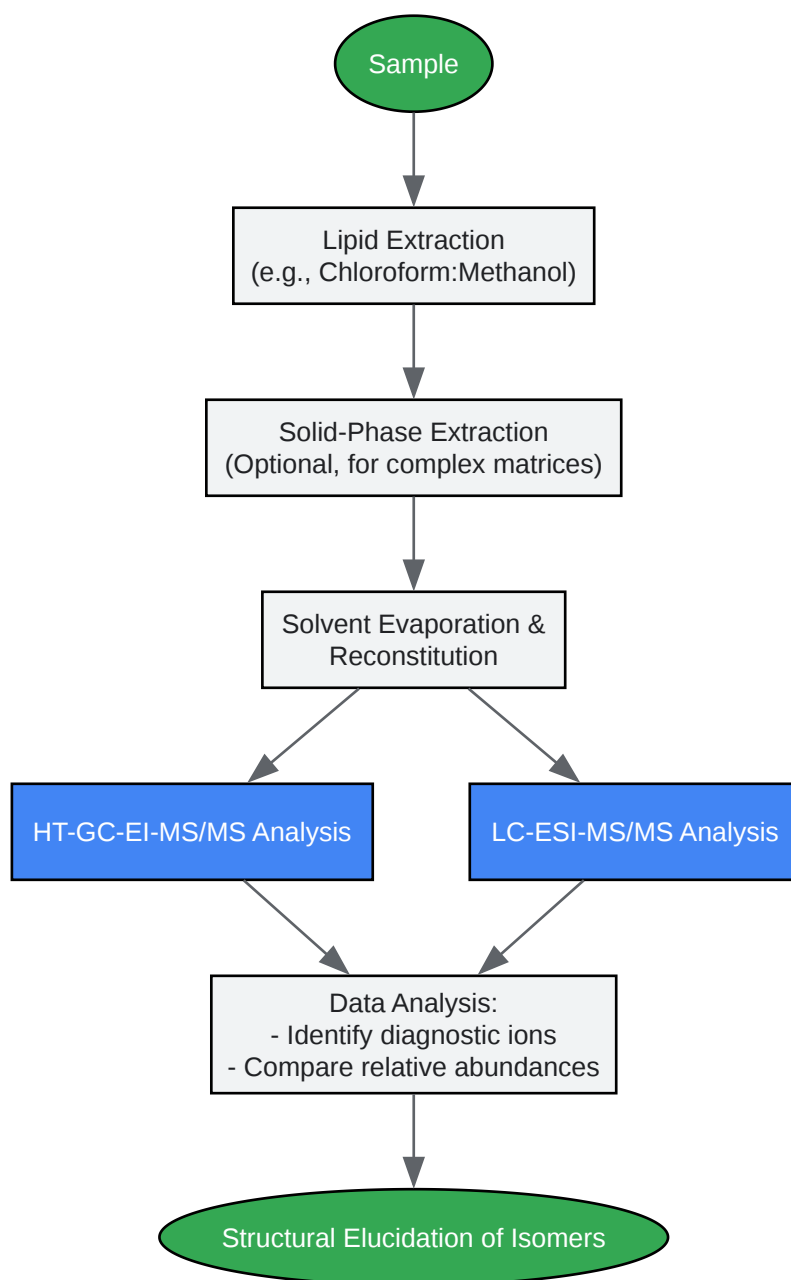 Sample
Lipid Extraction
(e.g., Chloroform:Methanol)
Solid-Phase Extraction
(Optional, for complex matrices)
Solvent Evaporation &
Reconstitution
HT-GC-EI-MS/MS Analysis
LC-ESI-MS/MS Analysis
Data Analysis:
- Identify diagnostic ions
- Compare relative abundances
Structural Elucidation of Isomers